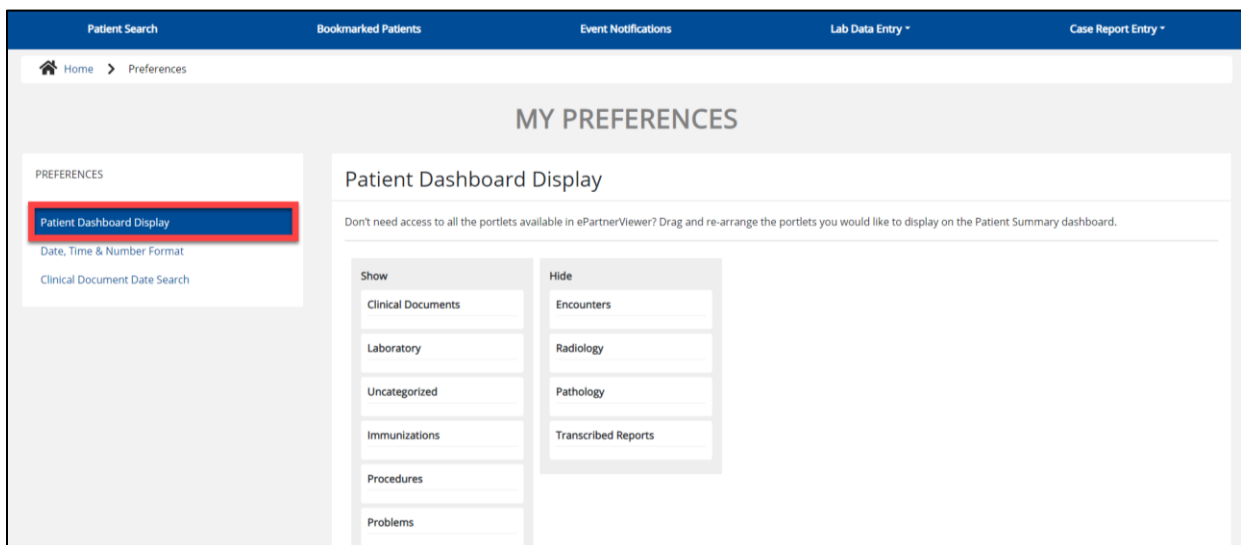 Patient Search
Bookmarked Patients
Event Notifications
Lab Data Entry
Case Report Entry
Home > Preferences
MY PREFERENCES
PREFERENCES
Patient Dashboard Display
Date, Time & Number Format
Clinical Document Date Search
Patient Dashboard Display
Don't need access to all the portlets available in ePartnerViewer? Drag and re-arrange the portlets you would like to display on the Patient Summary dashboard.
Show
Clinical Documents
Laboratory
Uncategorized
Immunizations
Procedures
Problems
Hide
Encounters
Radiology
Pathology
Transcribed Reports